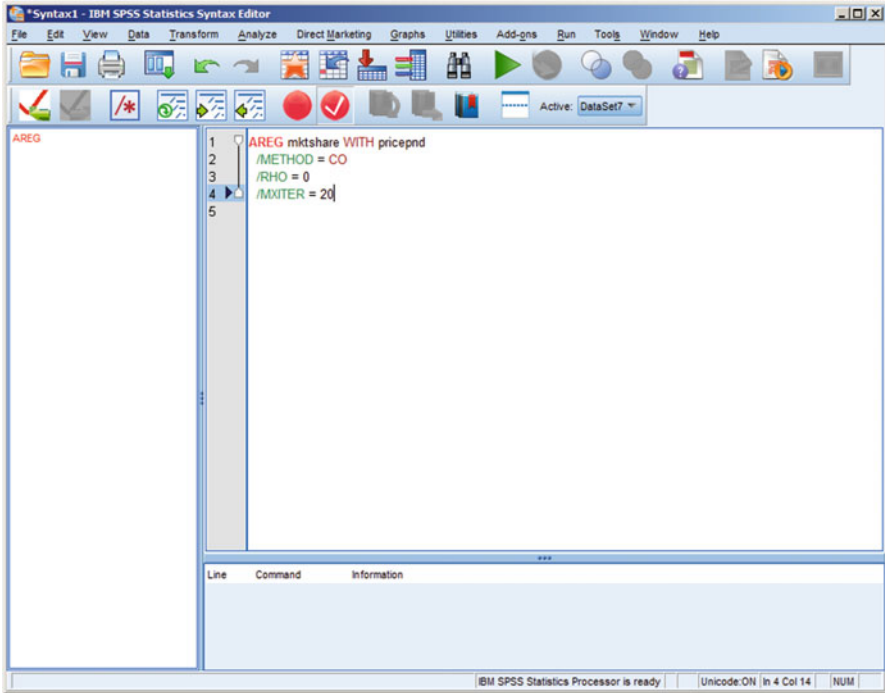 *Syntax1 - IBM SPSS Statistics Syntax Editor
File Edit View Data Transform Analyze Direct Marketing Graphs Utilities Add-ons Run Tools Window Help
Active: DataSet7
AREG
1 AREG mktshare WITH pricepnd
2 /METHOD = CO
3 /RHO = 0
4 /MXITER = 20
5
Line Command Information
IBM SPSS Statistics Processor is ready Unicode:ON In 4 Col 14 NUM